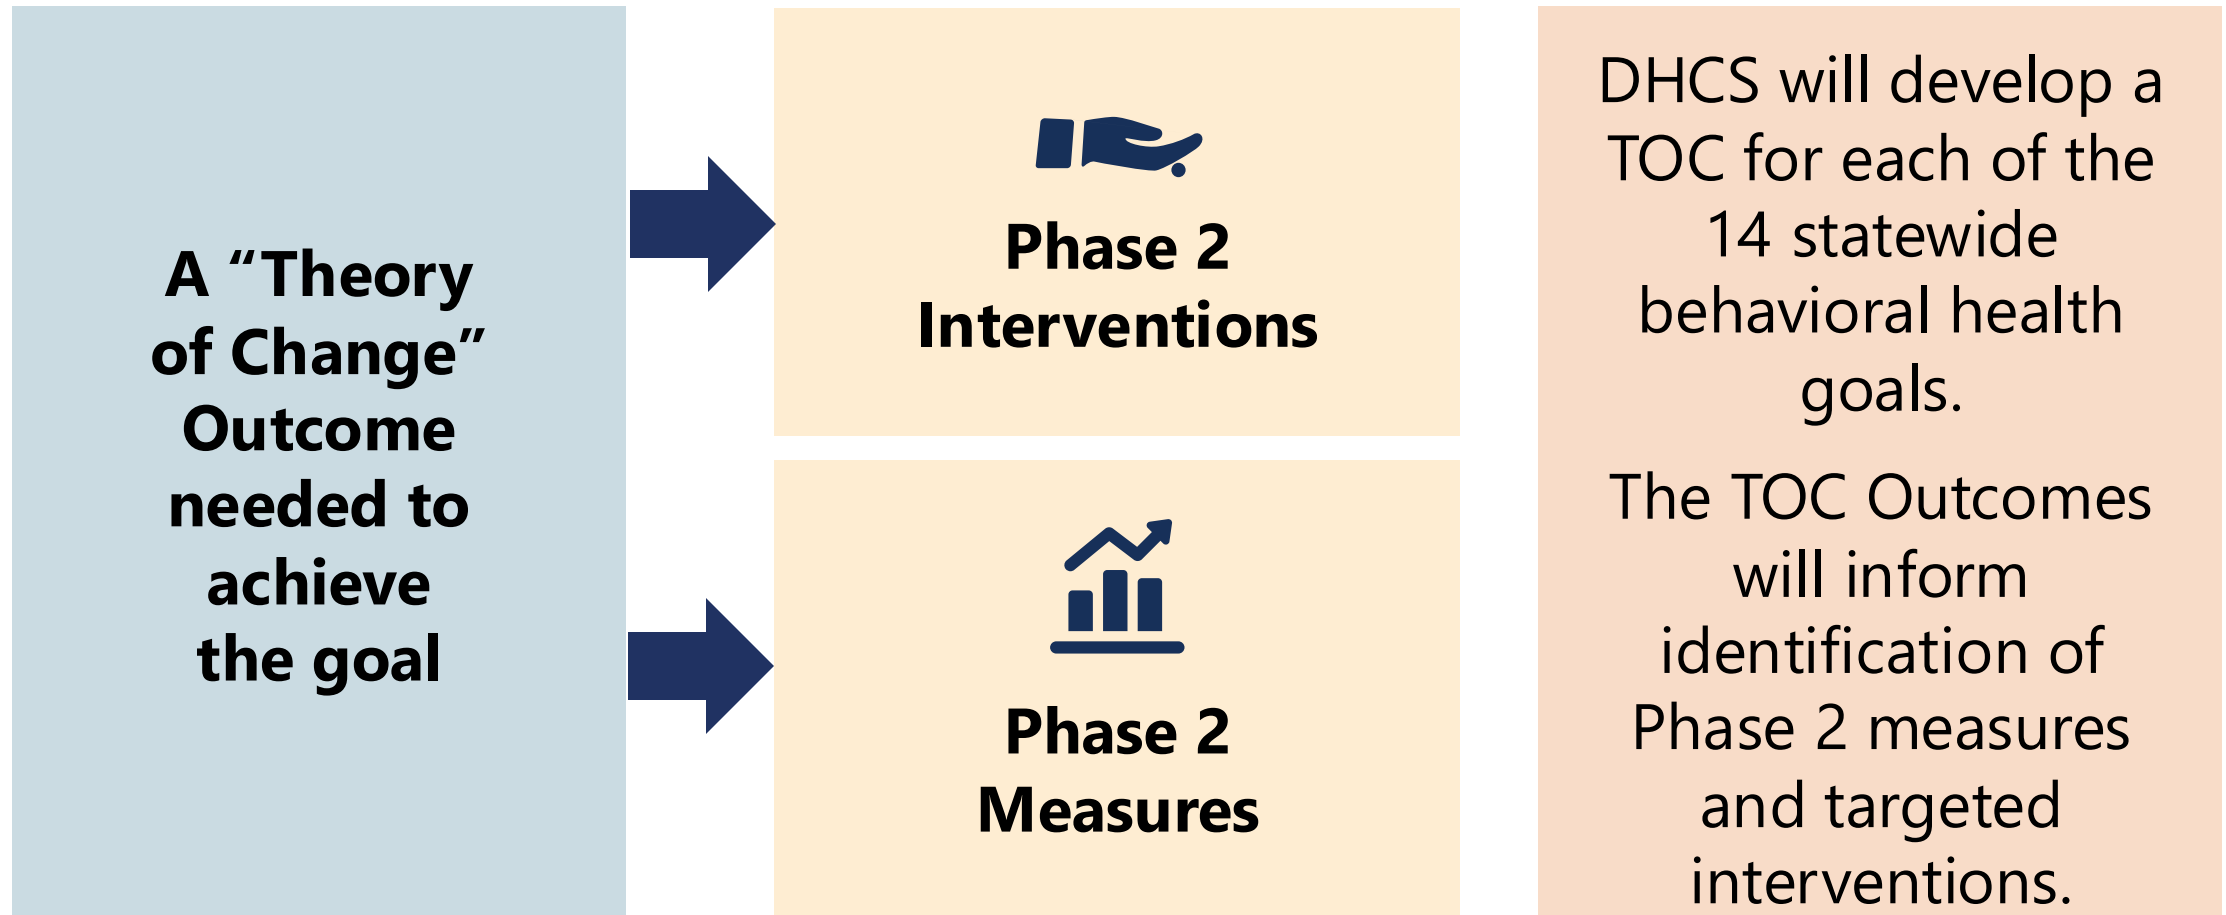 A “Theory
of Change”
Outcome
needed to
achieve
the goal
Phase 2
Interventions
Phase 2
Measures
DHCS will develop a
TOC for each of the
14 statewide
behavioral health
goals.
The TOC Outcomes
will inform
identification of
Phase 2 measures
and targeted
interventions.